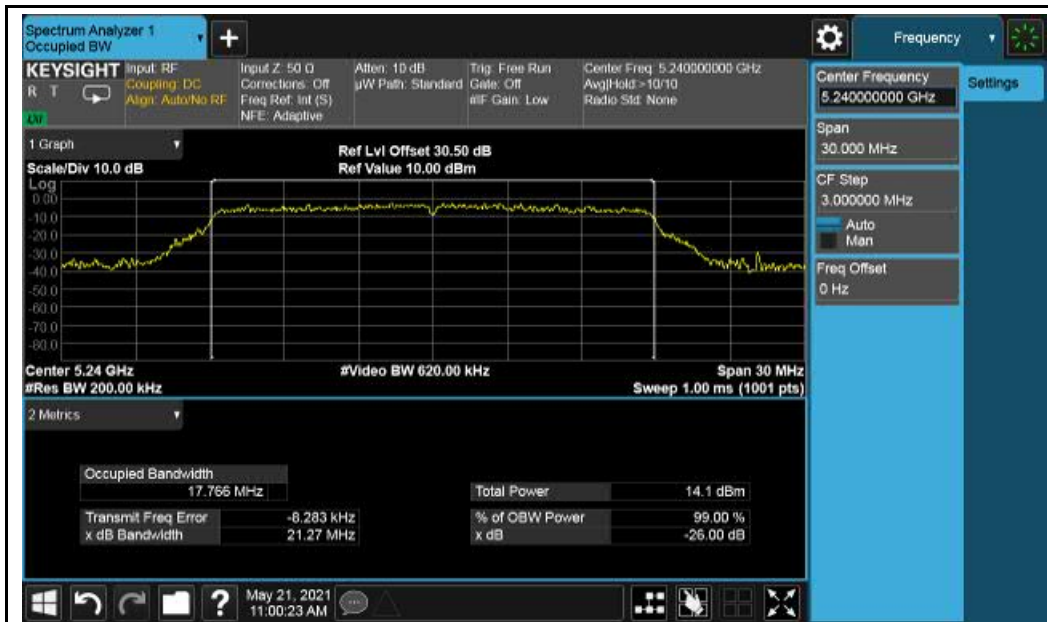 Spectrum Analyzer 1
Occupied BW
+
Frequency
KEYSIGHT
R T
LXI
Input: RF
Coupling: DC
Align: Auto/No RF
Input Z: 50 Ω
Corrections: Off
Freq Ref: Int (S)
NFE: Adaptive
Atten: 10 dB
µW Path: Standard
Trig: Free Run
Gate: Off
#IF Gain: Low
Center Freq: 5.240000000 GHz
Avg|Hold:>10/10
Radio Std: None
Center Frequency
5.240000000 GHz
Settings
Span
30.000 MHz
CF Step
3.000000 MHz
Auto
Man
Freq Offset
0 Hz
1 Graph
Scale/Div 10.0 dB
Ref Lvl Offset 30.50 dB
Ref Value 10.00 dBm
Log
0.00
-10.0
-20.0
-30.0
-40.0
-50.0
-60.0
-70.0
-80.0
Center 5.24 GHz
#Video BW 620.00 kHz
Span 30 MHz
#Res BW 200.00 kHz
Sweep 1.00 ms (1001 pts)
2 Metrics
Occupied Bandwidth
17.766 MHz
Total Power 14.1 dBm
Transmit Freq Error -8.283 kHz
% of OBW Power 99.00 %
x dB Bandwidth 21.27 MHz
x dB -26.00 dB
?
May 21, 2021
11:00:23 AM